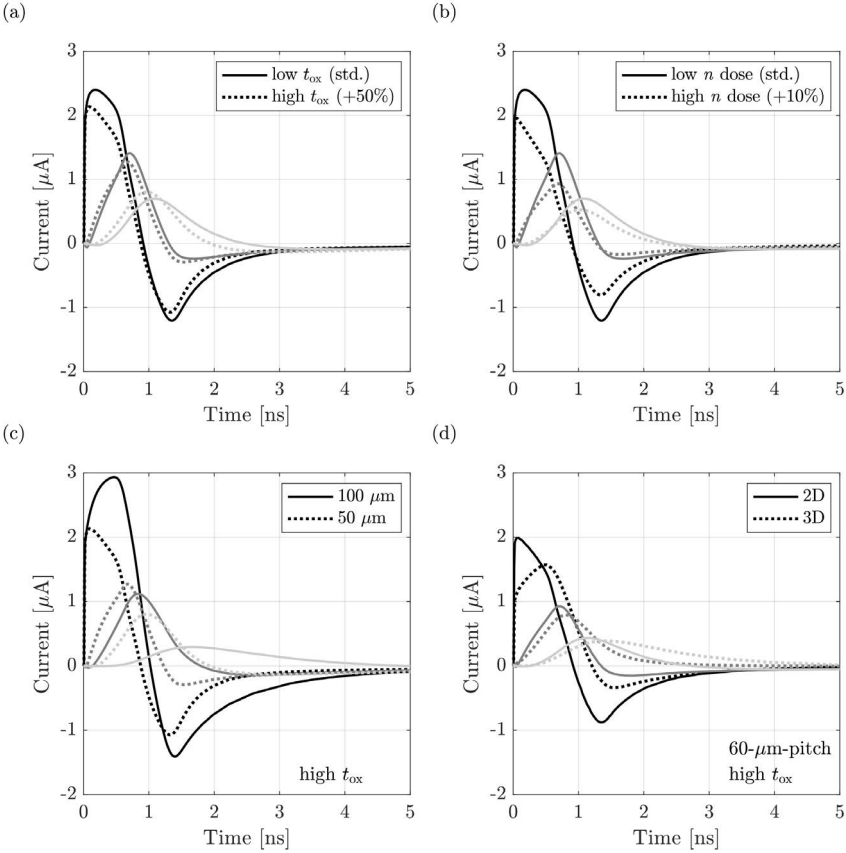 (a)
3
2
1
0
-1
-2
Current [μA]
low tox (std.)
high tox (+50%)
0 1 2 3 4 5
Time [ns]
(b)
3
2
1
0
-1
-2
Current [μA]
low n dose (std.)
high n dose (+10%)
0 1 2 3 4 5
Time [ns]
(c)
3
2
1
0
-1
-2
Current [μA]
100 μm
50 μm
high tox
0 1 2 3 4 5
Time [ns]
(d)
3
2
1
0
-1
-2
Current [μA]
2D
3D
60-μm-pitch
high tox
0 1 2 3 4 5
Time [ns]